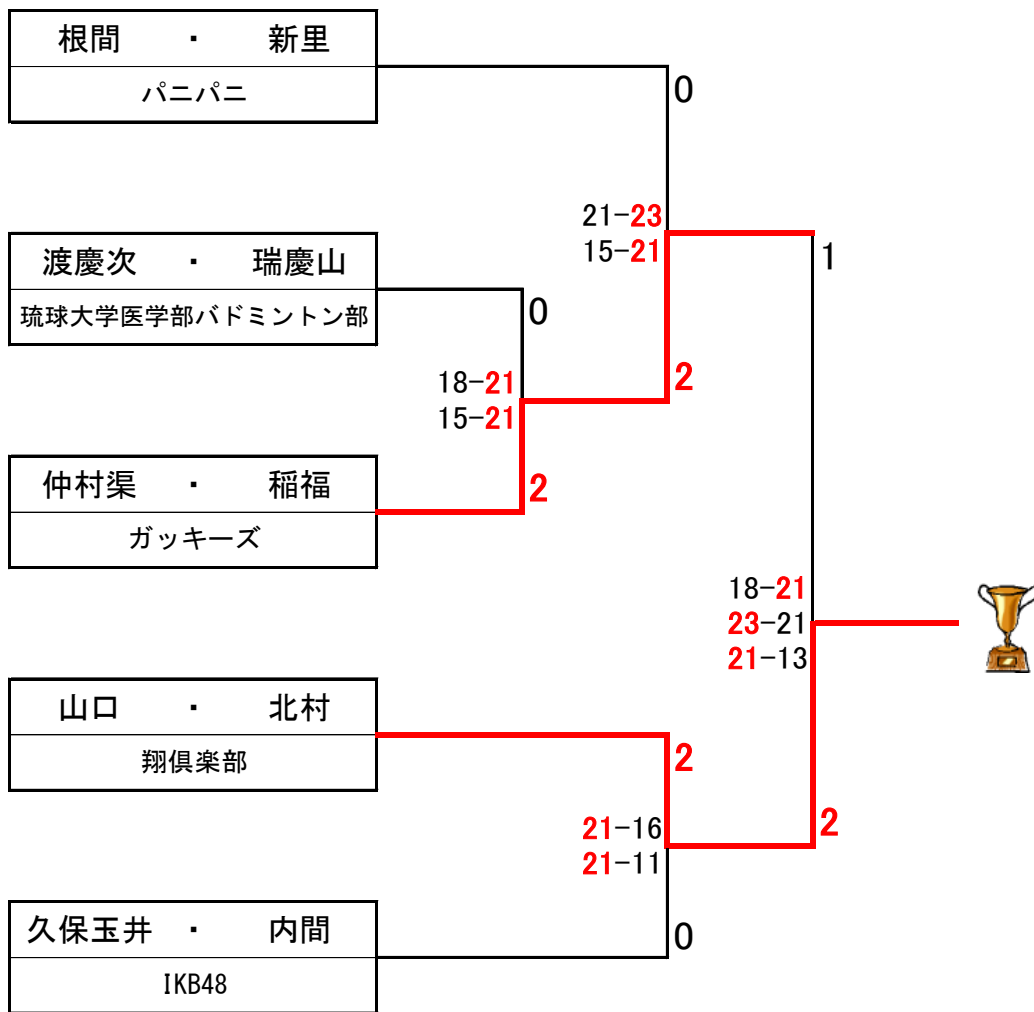 根間 ・ 新里
パニパニ
0
21-23
15-21
渡慶次 ・ 瑞慶山
琉球大学医学部バドミントン部
1
0
18-21
15-21
2
仲村渠 ・ 稲福
ガッキーズ
2
18-21
23-21
21-13
山口 ・ 北村
翔倶楽部
2
21-16
21-11
2
久保玉井 ・ 内間
IKB48
0